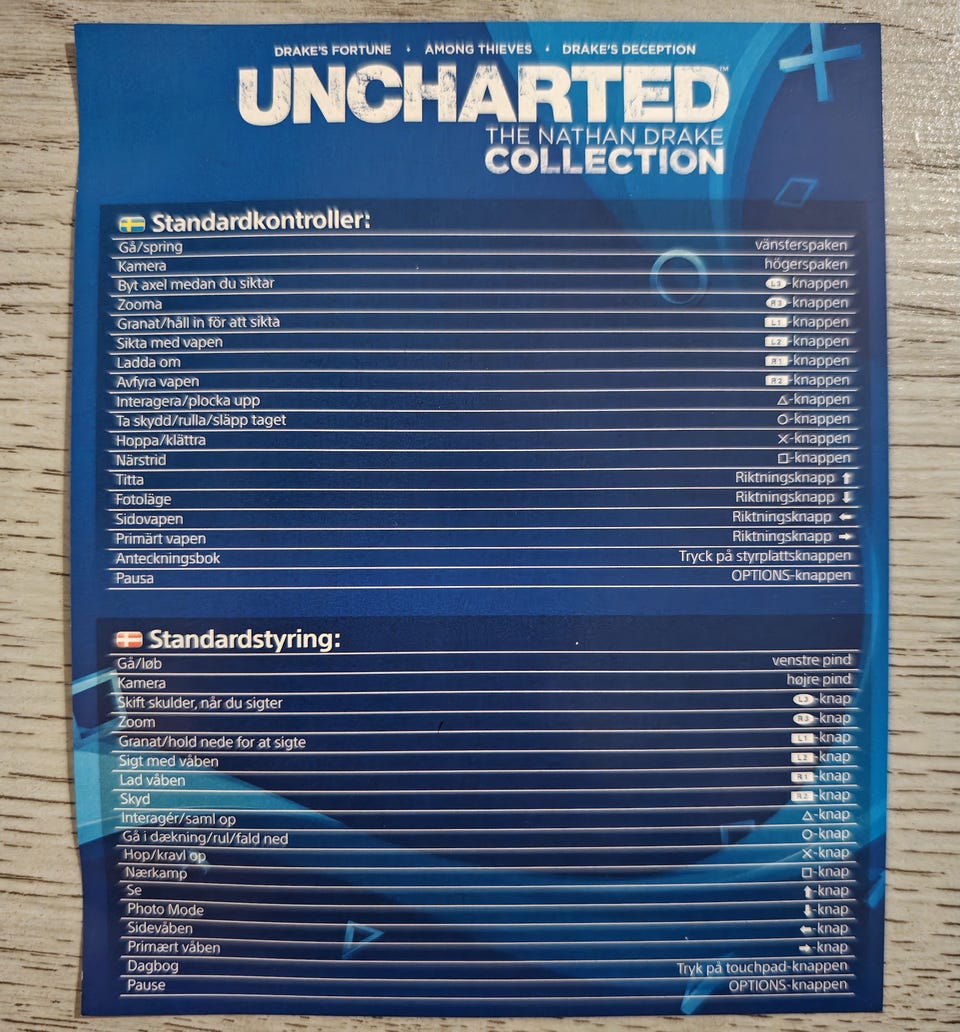 DRAKE'S FORTUNE · AMONG THIEVES · DRAKE'S DECEPTION
UNCHARTED™
THE NATHAN DRAKE
COLLECTION
Standardkontroller:
Gå/spring vänsterspaken
Kamera högerspaken
Byt axel medan du siktar L3-knappen
Zooma R3-knappen
Granat/håll in för att sikta L1-knappen
Sikta med vapen L2-knappen
Ladda om R1-knappen
Avfyra vapen R2-knappen
Interagera/plocka upp △-knappen
Ta skydd/rulla/släpp taget ○-knappen
Hoppa/klättra ✕-knappen
Närstrid □-knappen
Titta Riktningsknapp ⬆
Fotoläge Riktningsknapp ⬇
Sidovapen Riktningsknapp ⬅
Primärt vapen Riktningsknapp ➡
Anteckningsbok Tryck på styrplattsknappen
Pausa OPTIONS-knappen
Standardstyring:
Gå/løb venstre pind
Kamera højre pind
Skift skulder, når du sigter L3-knap
Zoom R3-knap
Granat/hold nede for at sigte L1-knap
Sigt med våben L2-knap
Lad våben R1-knap
Skyd R2-knap
Interagér/saml op △-knap
Gå i dækning/rul/fald ned ○-knap
Hop/kravl op ✕-knap
Nærkamp □-knap
Se ⬆-knap
Photo Mode ⬇-knap
Sidevåben ⬅-knap
Primært våben ➡-knap
Dagbog Tryk på touchpad-knappen
Pause OPTIONS-knappen